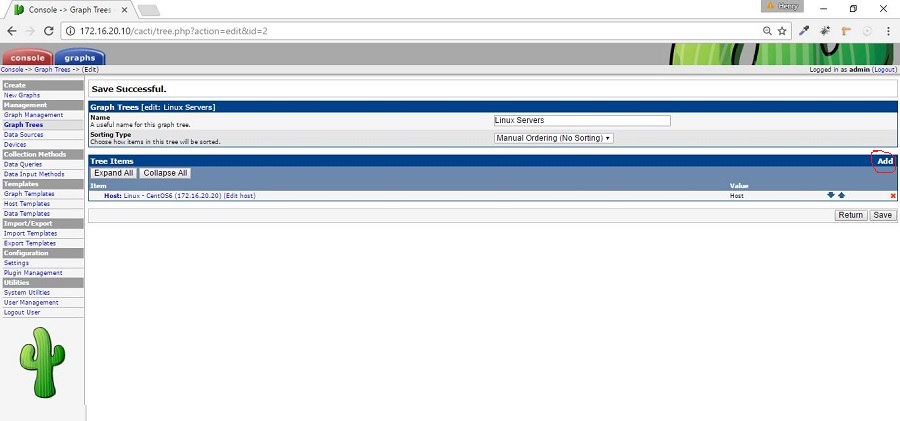 Console -> Graph Trees -
Henry
172.16.20.10/cacti/tree.php?action=edit&id=2
console graphs
Console -> Graph Trees -> (Edit)
Logged in as admin (Logout)
Create
New Graphs
Management
Graph Management
Graph Trees
Data Sources
Devices
Collection Methods
Data Queries
Data Input Methods
Templates
Graph Templates
Host Templates
Data Templates
Import/Export
Import Templates
Export Templates
Configuration
Settings
Plugin Management
Utilities
System Utilities
User Management
Logout User
Save Successful.
Graph Trees [edit: Linux Servers]
Name
A useful name for this graph tree.
Linux Servers
Sorting Type
Choose how items in this tree will be sorted.
Manual Ordering (No Sorting)
Tree Items
Add
Expand All Collapse All
Item Value
Host: Linux - CentOS6 (172.16.20.20) (Edit host) Host
Return Save